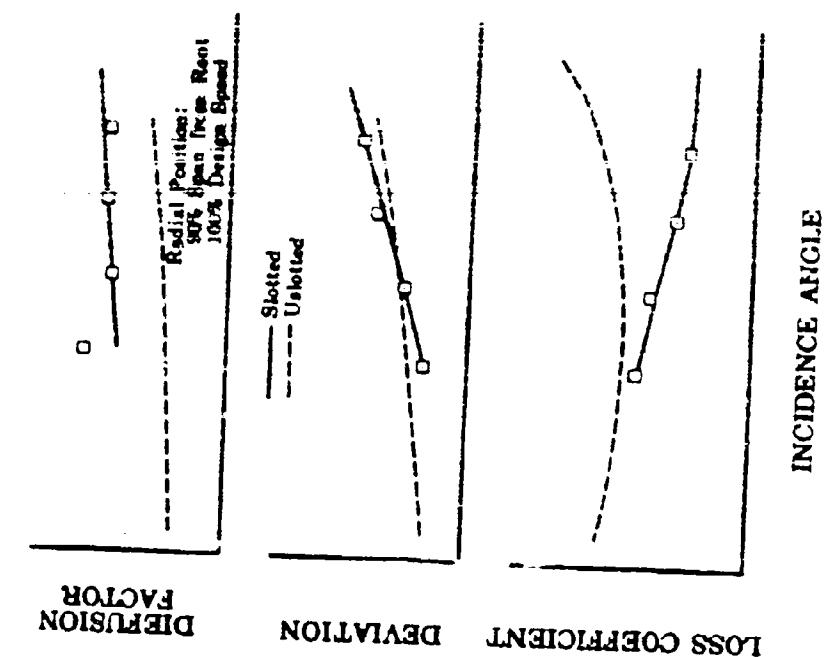 DIFFUSION
FACTOR
Radial Position:
90% Span from Root
100% Design Speed
DEVIATION
Slotted
Unslotted
LOSS COEFFICIENT
INCIDENCE ANGLE